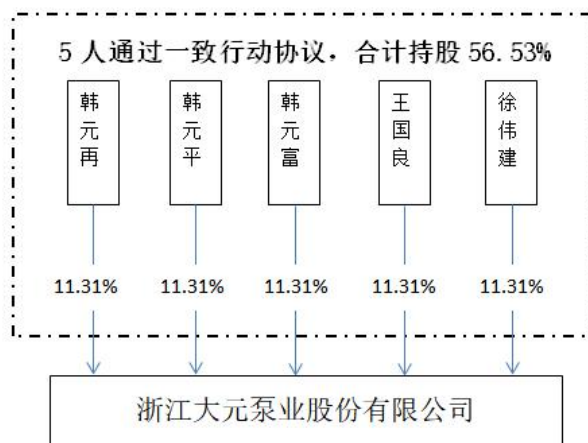 5 人通过一致行动协议，合计持股 56.53%
韩元再
韩元平
韩元富
王国良
徐伟建
11.31%
11.31%
11.31%
11.31%
11.31%
浙江大元泵业股份有限公司